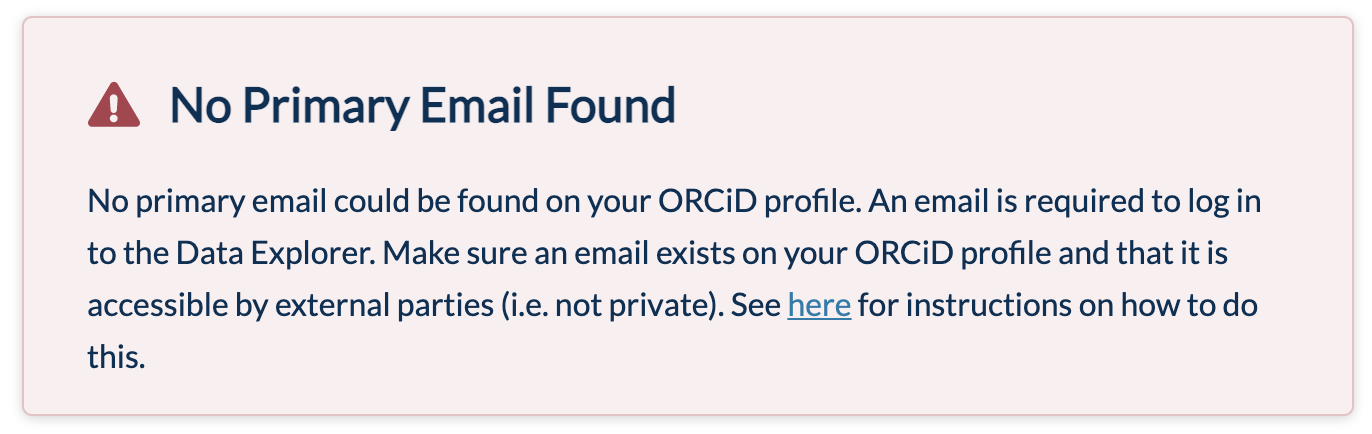 No Primary Email Found
No primary email could be found on your ORCiD profile. An email is required to log in
to the Data Explorer. Make sure an email exists on your ORCiD profile and that it is
accessible by external parties (i.e. not private). See here for instructions on how to do
this.